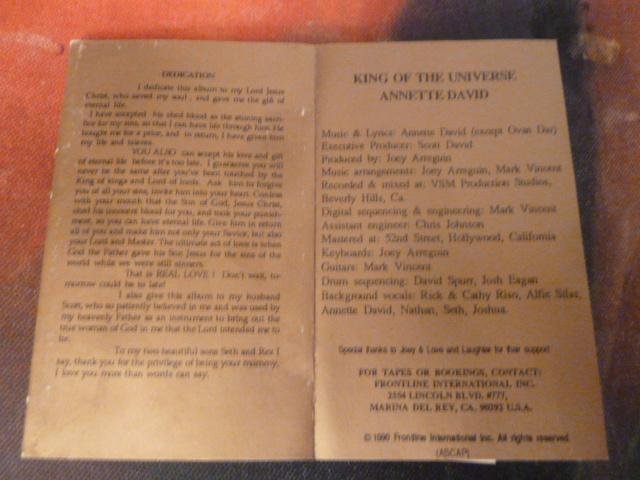 DEDICATION
I dedicate this album to my Lord Jesus
Christ, who saved my soul, and gave me the gift of
eternal life.
I have accepted his shed blood as the atoning sacri-
fice for my sins, so that I can have life through him. He
bought me for a price, and in return, I have given him
my life and talents.
YOU ALSO can accept his love and gift
of eternal life before it's too late. I guarantee you will
never be the same after you've been touched by the
King of kings and Lord of lords. Ask him to forgive
you of all your sins, invite him into your heart. Confess
with your mouth that the Son of God, Jesus Christ,
shed his innocent blood for you, and took your punish-
ment, so you can have eternal life. Give him in return
all of you and make him not only your Savior, but also
your Lord and Master. The ultimate act of love is when
God the Father gave his Son Jesus for the sins of the
world while we were still sinners.
That is REAL LOVE! Don't wait, to-
morrow could be to late!
I also give this album to my husband
Scott, who so patiently believed in me and was used by
my heavenly Father as an instrument to bring out the
true woman of God in me that the Lord intended me to
be.
To my two beautiful sons Seth and Rex I
say, thank you for the privilege of being your mommy,
I love you more than words can say.
KING OF THE UNIVERSE
ANNETTE DAVID
Music & Lyrics: Annette David (except Ovan Dar)
Executive Producer: Scott David
Produced by: Joey Arreguin
Music arrangements: Joey Arreguin, Mark Vincent
Recorded & mixed at: VSM Production Studios,
Beverly Hills, Ca.
Digital sequencing & engineering: Mark Vincent
Assistant engineer: Chris Johnson
Mastered at: 52nd Street, Hollywood, California
Keyboards: Joey Arreguin
Guitars: Mark Vincent
Drum sequencing: David Spurr, Josh Eagan
Background vocals: Rick & Cathy Riso, Alfie Silas,
Annette David, Nathan, Seth, Joshua.
Special thanks to Joey & Love and Laughter for their support
FOR TAPES OR BOOKINGS, CONTACT:
FRONTLINE INTERNATIONAL INC.
2554 LINCOLN BLVD. #777,
MARINA DEL REY, CA. 90292 U.S.A.
© 1990 Frontline International Inc. All rights reserved.
(ASCAP)